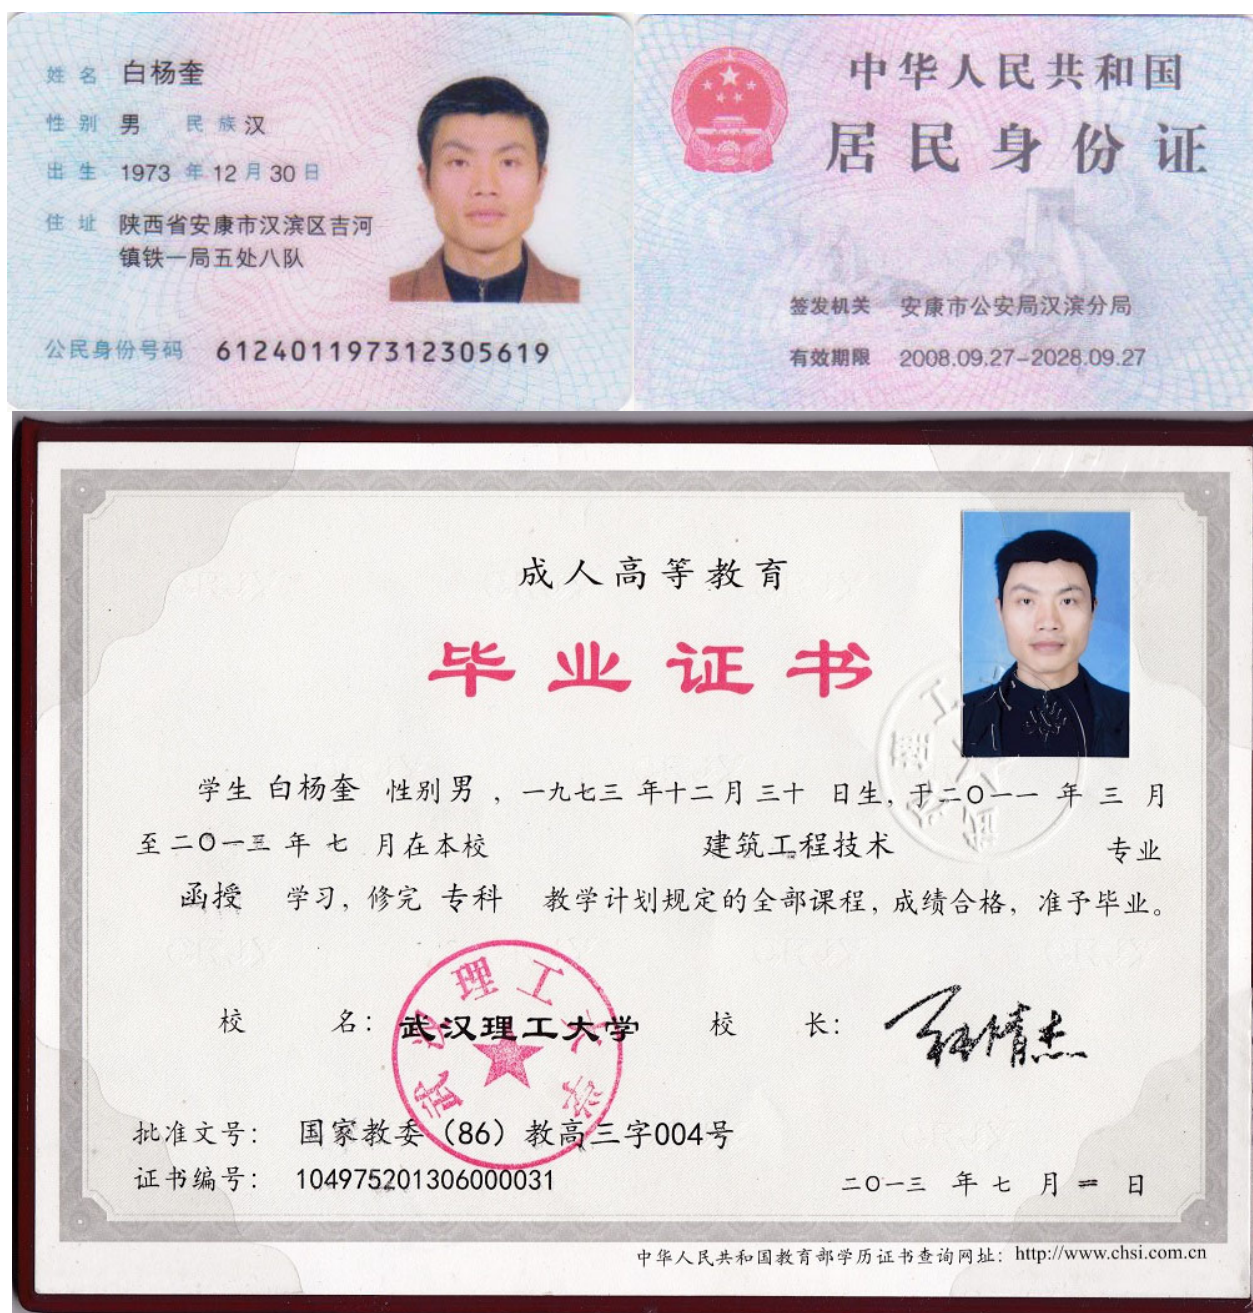 姓名 白杨奎
性别 男 民族 汉
出生 1973 年 12 月 30 日
住址 陕西省安康市汉滨区吉河
镇铁一局五处八队
公民身份号码 612401197312305619
中华人民共和国
居民身份证
签发机关 安康市公安局汉滨分局
有效期限 2008.09.27-2028.09.27
成人高等教育
毕业证书
学生 白杨奎 性别 男 ，一九七三 年十二月 三十 日生，于二〇一一 年 三 月
至二〇一三 年 七 月在本校 建筑工程技术 专业
函授 学习，修完 专科 教学计划规定的全部课程，成绩合格，准予毕业。
校 名：武汉理工大学 校 长：
武汉理工大学
批准文号： 国家教委（86）教高三字004号
证书编号： 104975201306000031
二〇一三 年 七 月 日
中华人民共和国教育部学历证书查询网址：http://www.chsi.com.cn